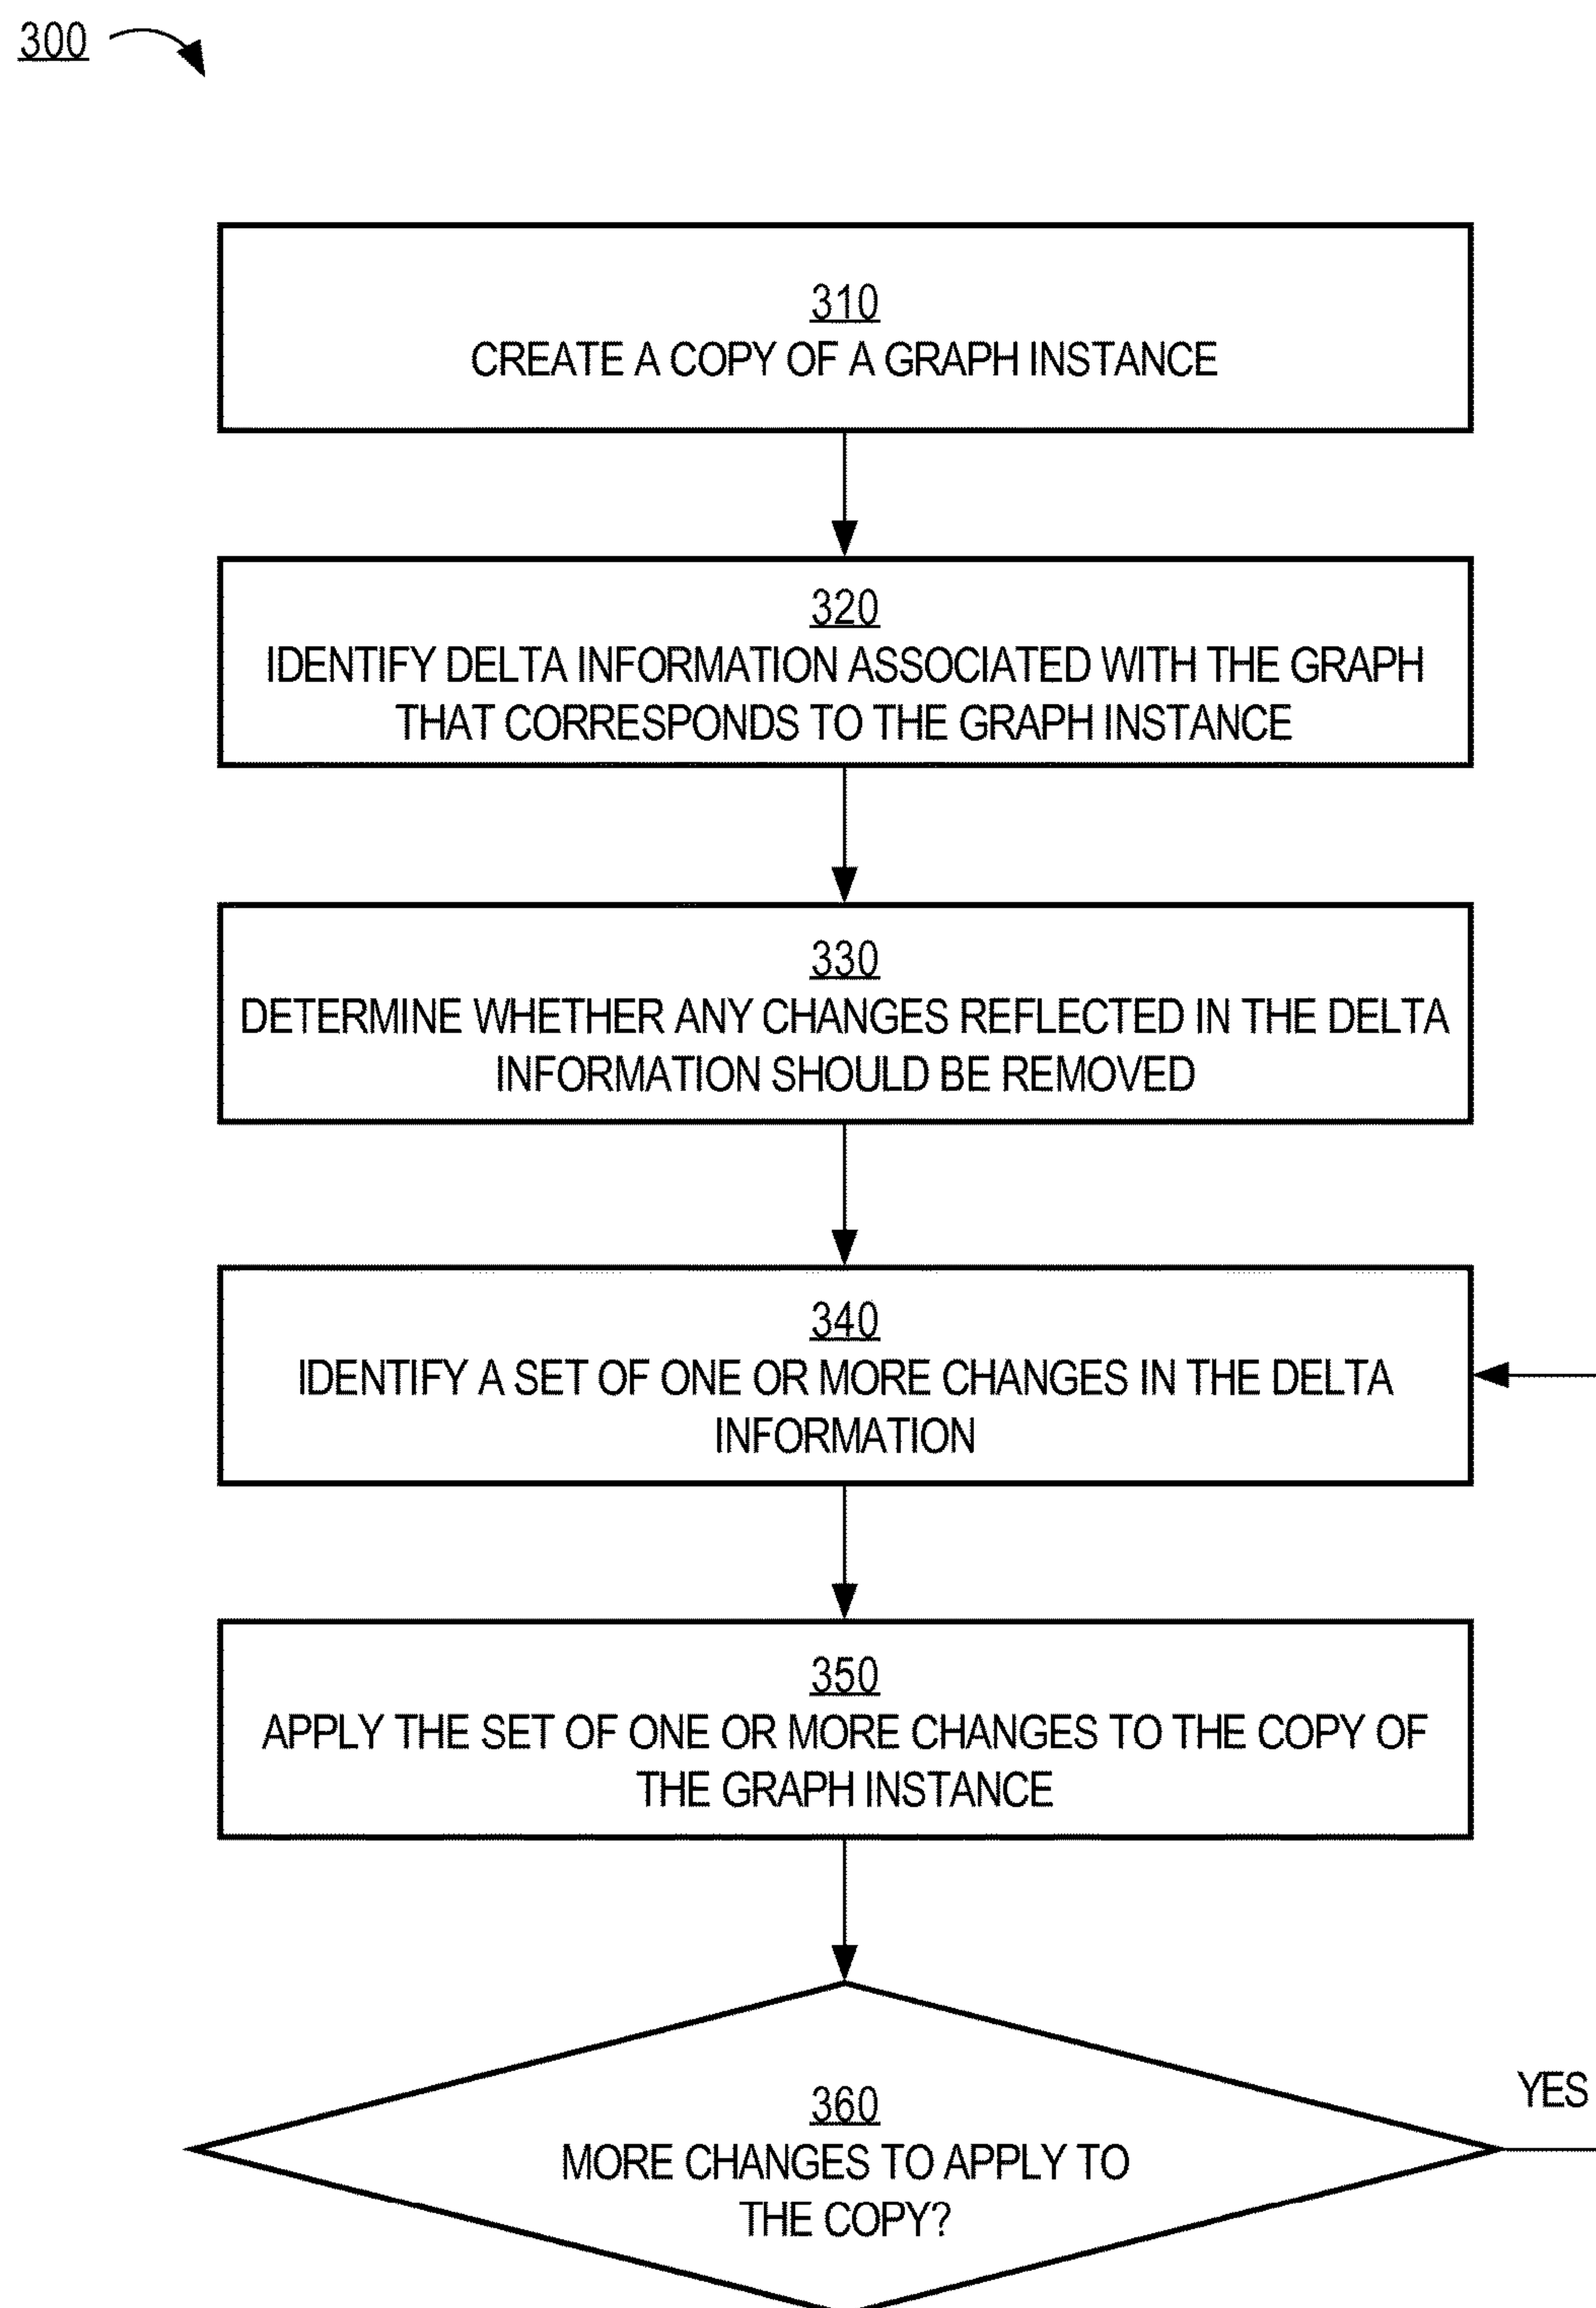 300
310
CREATE A COPY OF A GRAPH INSTANCE
320
IDENTIFY DELTA INFORMATION ASSOCIATED WITH THE GRAPH
THAT CORRESPONDS TO THE GRAPH INSTANCE
330
DETERMINE WHETHER ANY CHANGES REFLECTED IN THE DELTA
INFORMATION SHOULD BE REMOVED
340
IDENTIFY A SET OF ONE OR MORE CHANGES IN THE DELTA
INFORMATION
350
APPLY THE SET OF ONE OR MORE CHANGES TO THE COPY OF
THE GRAPH INSTANCE
YES
360
MORE CHANGES TO APPLY TO
THE COPY?